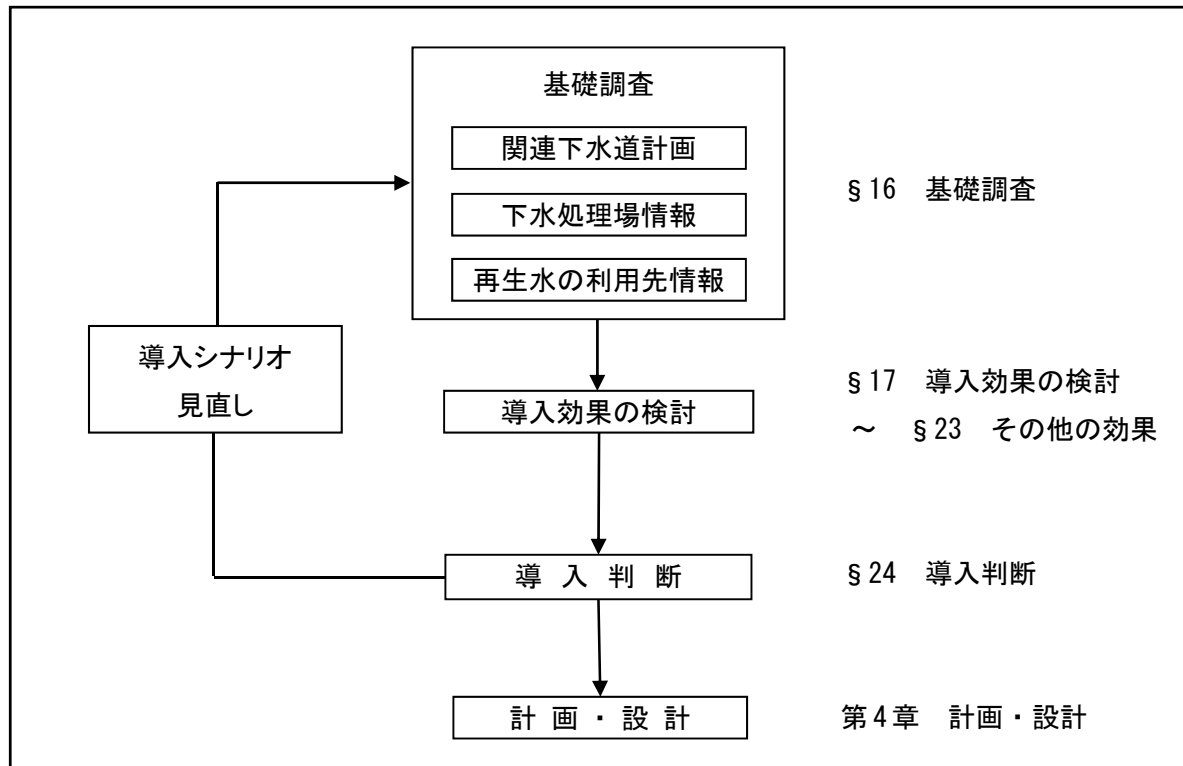 基礎調査
関連下水道計画
下水処理場情報
再生水の利用先情報
§16 基礎調査
導入シナリオ
見直し
導入効果の検討
§17 導入効果の検討
～ §23 その他の効果
導 入 判 断
§24 導入判断
計 画 ・ 設 計
第4章 計画・設計